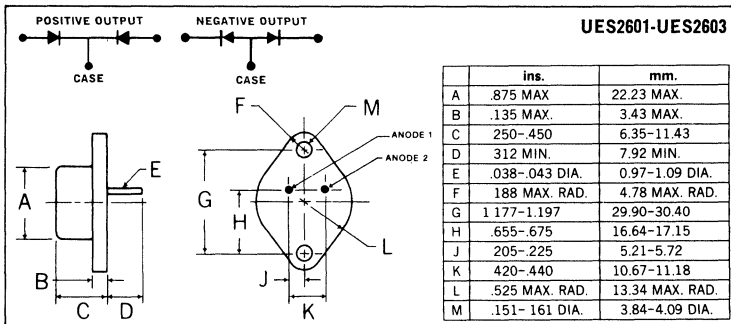 POSITIVE OUTPUT
NEGATIVE OUTPUT
UES2601-UES2603
CASE
CASE
F
M
ANODE 1
ANODE 2
E
A
G
H
L
B
J
C
D
K
ins. mm.
A .875 MAX 22.23 MAX.
B .135 MAX 3.43 MAX.
C 250-.450 6.35-11.43
D 312 MIN. 7.92 MIN.
E .038-.043 DIA. 0.97-1.09 DIA.
F 188 MAX. RAD. 4.78 MAX. RAD.
G 1 177-1.197 29.90-30.40
H .655-.675 16.64-17.15
J 205-.225 5.21-5.72
K 420-.440 10.67-11.18
L .525 MAX. RAD. 13.34 MAX. RAD.
M .151- 161 DIA. 3.84-4.09 DIA.